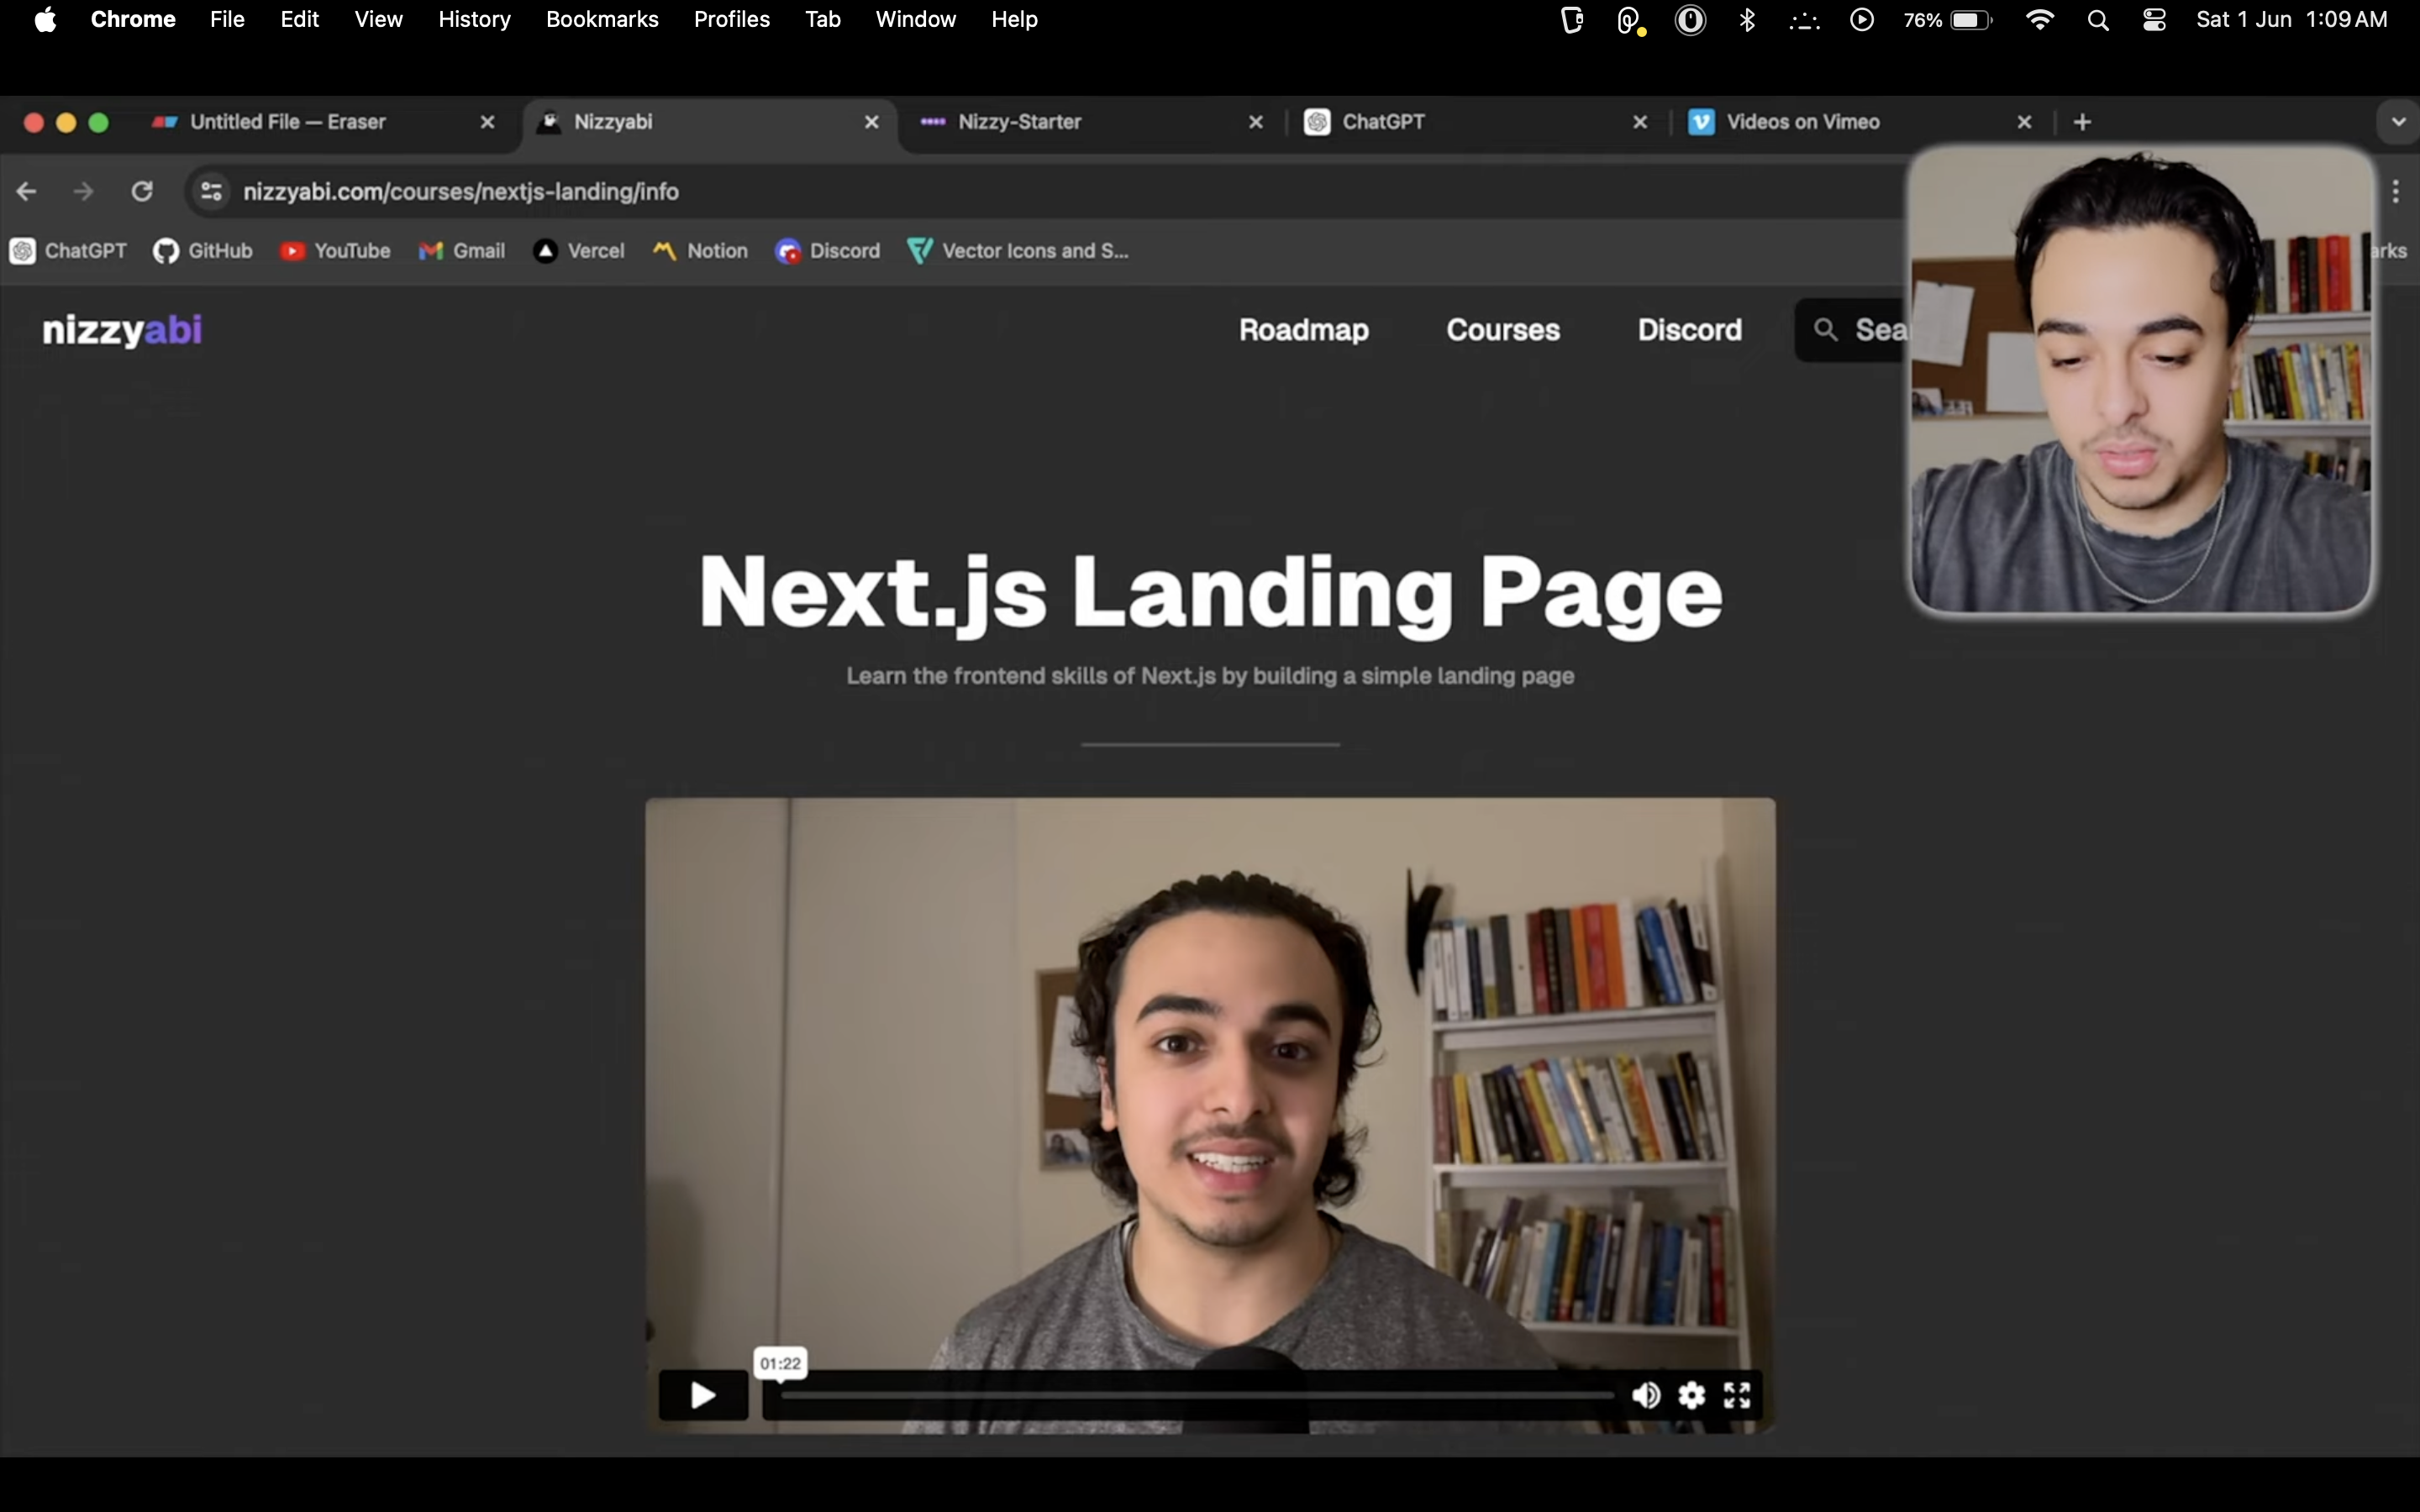 Chrome File Edit View History Bookmarks Profiles Tab Window Help 76% Sat 1 Jun 1:09 AM
Untitled File — Eraser Nizzyabi Nizzy-Starter ChatGPT Videos on Vimeo
nizzyabi.com/courses/nextjs-landing/info
ChatGPT GitHub YouTube Gmail Vercel Notion Discord Vector Icons and S... arks
nizzyabi Roadmap Courses Discord Sea
Next.js Landing Page
Learn the frontend skills of Next.js by building a simple landing page
01:22